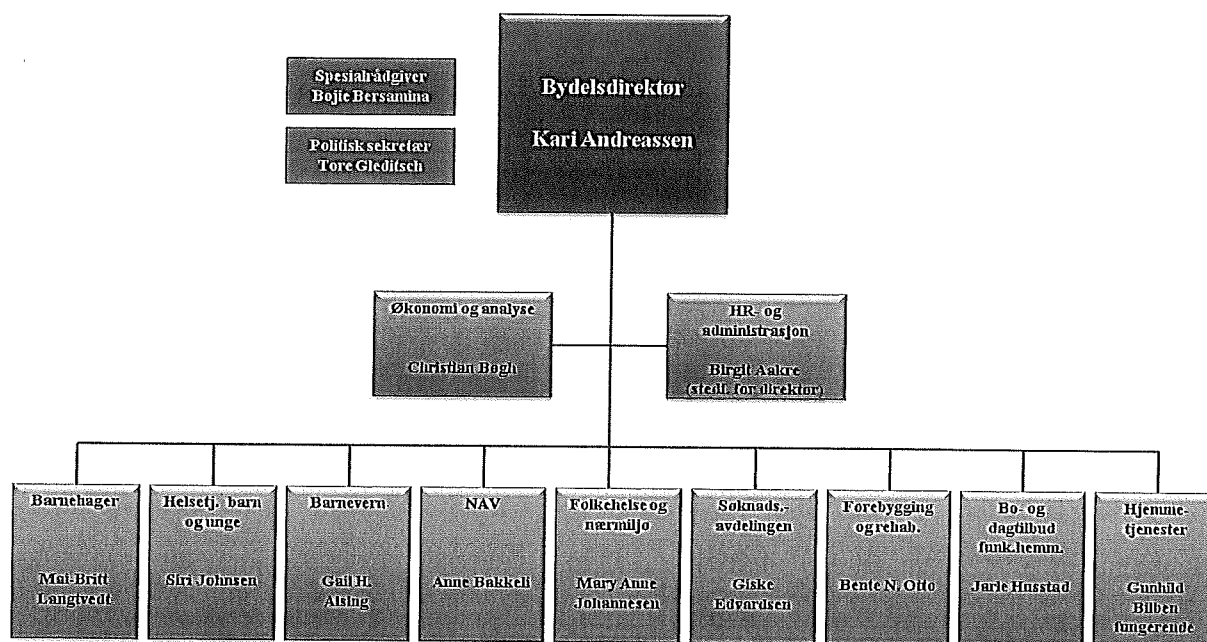 Spesialrådgiver
Bojie Bersamina
Politisk sekretær
Tore Gleditsch
Bydelsdirektør
Kari Andreassen
Økonomi og analyse
Christian Bøgh
HR- og
administrasjon
Birgit Aakre
(stedf. for direktør)
Barnehager
Mai-Britt
Langtvedt
Helsetj. barn
og unge
Siri Johnsen
Barnevern
Gail H.
Alsing
NAV
Anne Bakkeli
Folkehelse og
nærmiljø
Mary Anne
Johannesen
Søknads.-
avdelingen
Giske
Edvardsen
Forebygging
og rehab.
Bente N. Otto
Bo- og
dagtilbud
funk.hemm.
Jarle Husstad
Hjemme-
tjenester
Gunhild
Bilben
fungerende